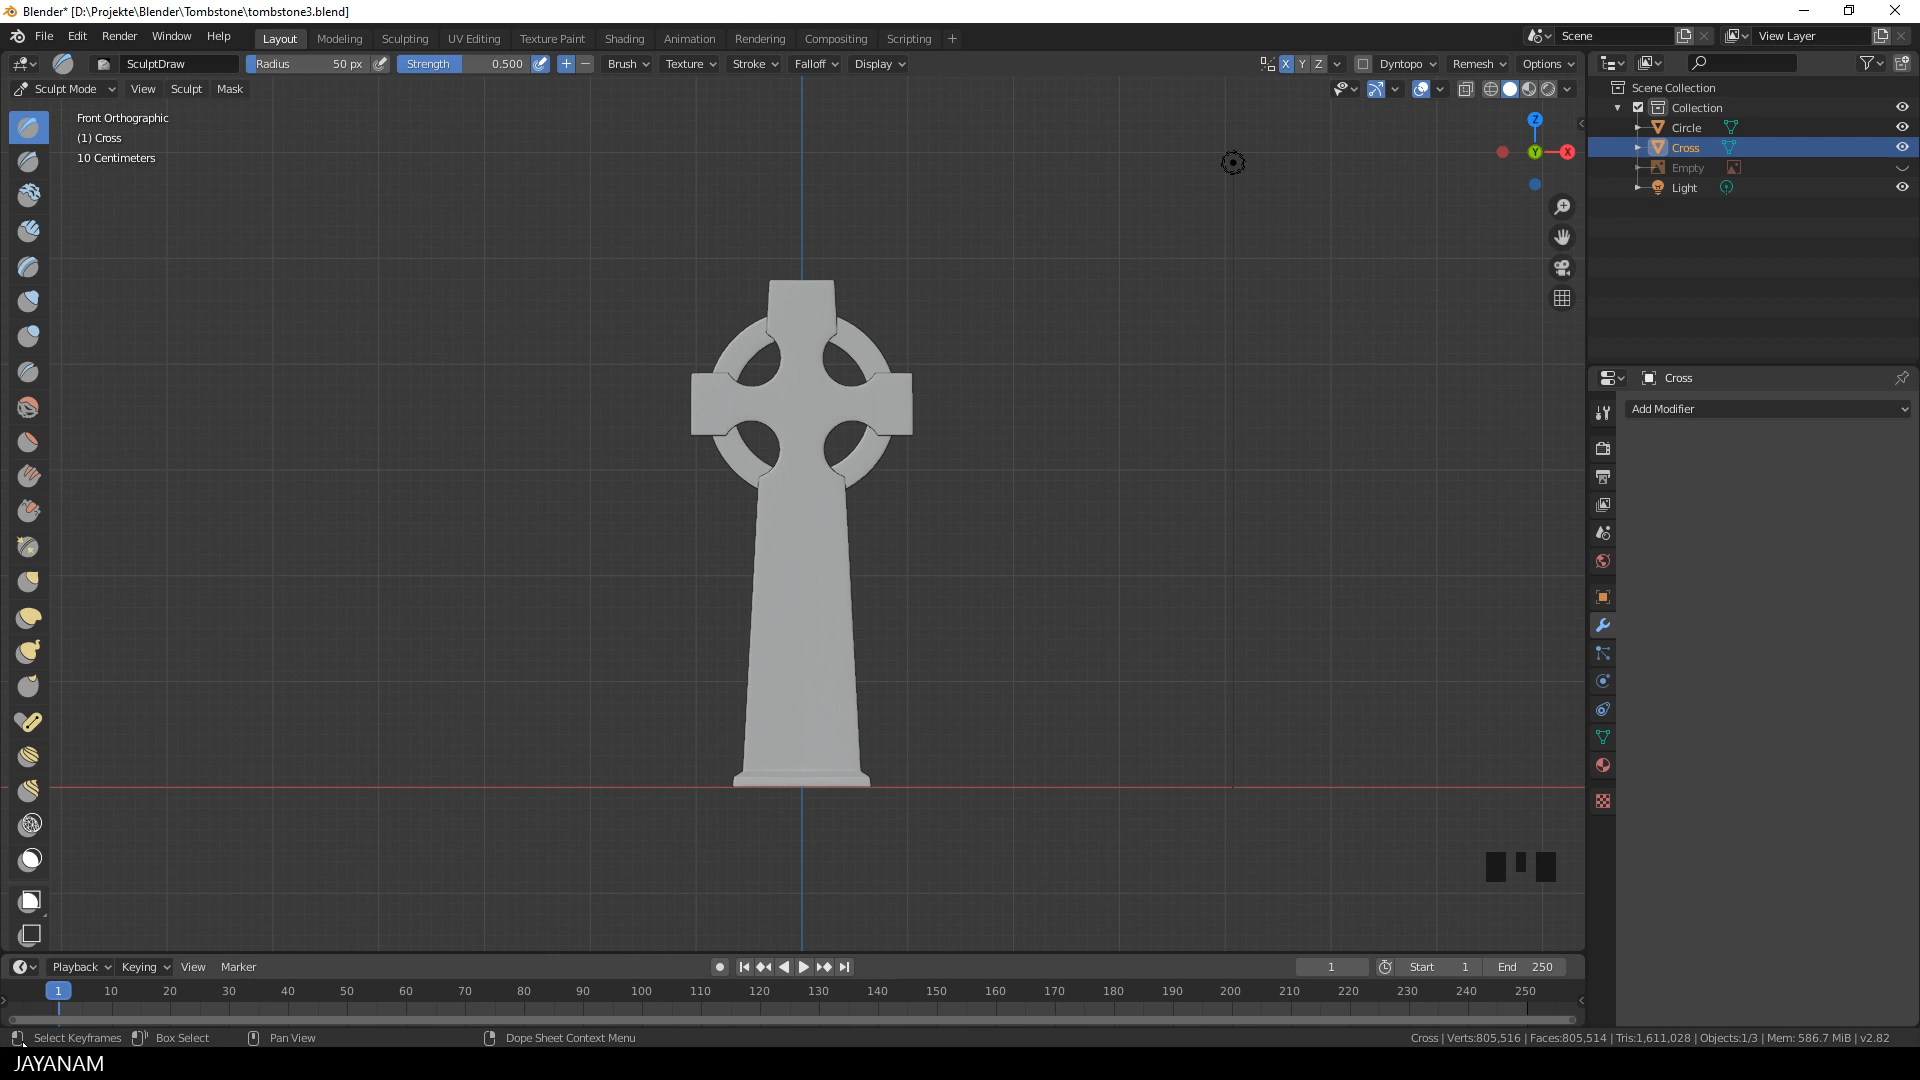 Blender* [D:\Projekte\Blender\Tombstone\tombstone3.blend]
File Edit Render Window Help Layout Modeling Sculpting UV Editing Texture Paint Shading Animation Rendering Compositing Scripting + Scene View Layer
SculptDraw Radius 50 px Strength 0.500 + − Brush Texture Stroke Falloff Display X Y Z Dyntopo Remesh Options
Sculpt Mode View Sculpt Mask
Front Orthographic
(1) Cross
10 Centimeters
Z
Y X
Scene Collection
Collection
Circle
Cross
Empty
Light
Cross
Add Modifier
Playback Keying View Marker 1 Start 1 End 250
1 10 20 30 40 50 60 70 80 90 100 110 120 130 140 150 160 170 180 190 200 210 220 230 240 250
Select Keyframes Box Select Pan View Dope Sheet Context Menu Cross | Verts:805,516 | Faces:805,514 | Tris:1,611,028 | Objects:1/3 | Mem: 586.7 MiB | v2.82
JAYANAM